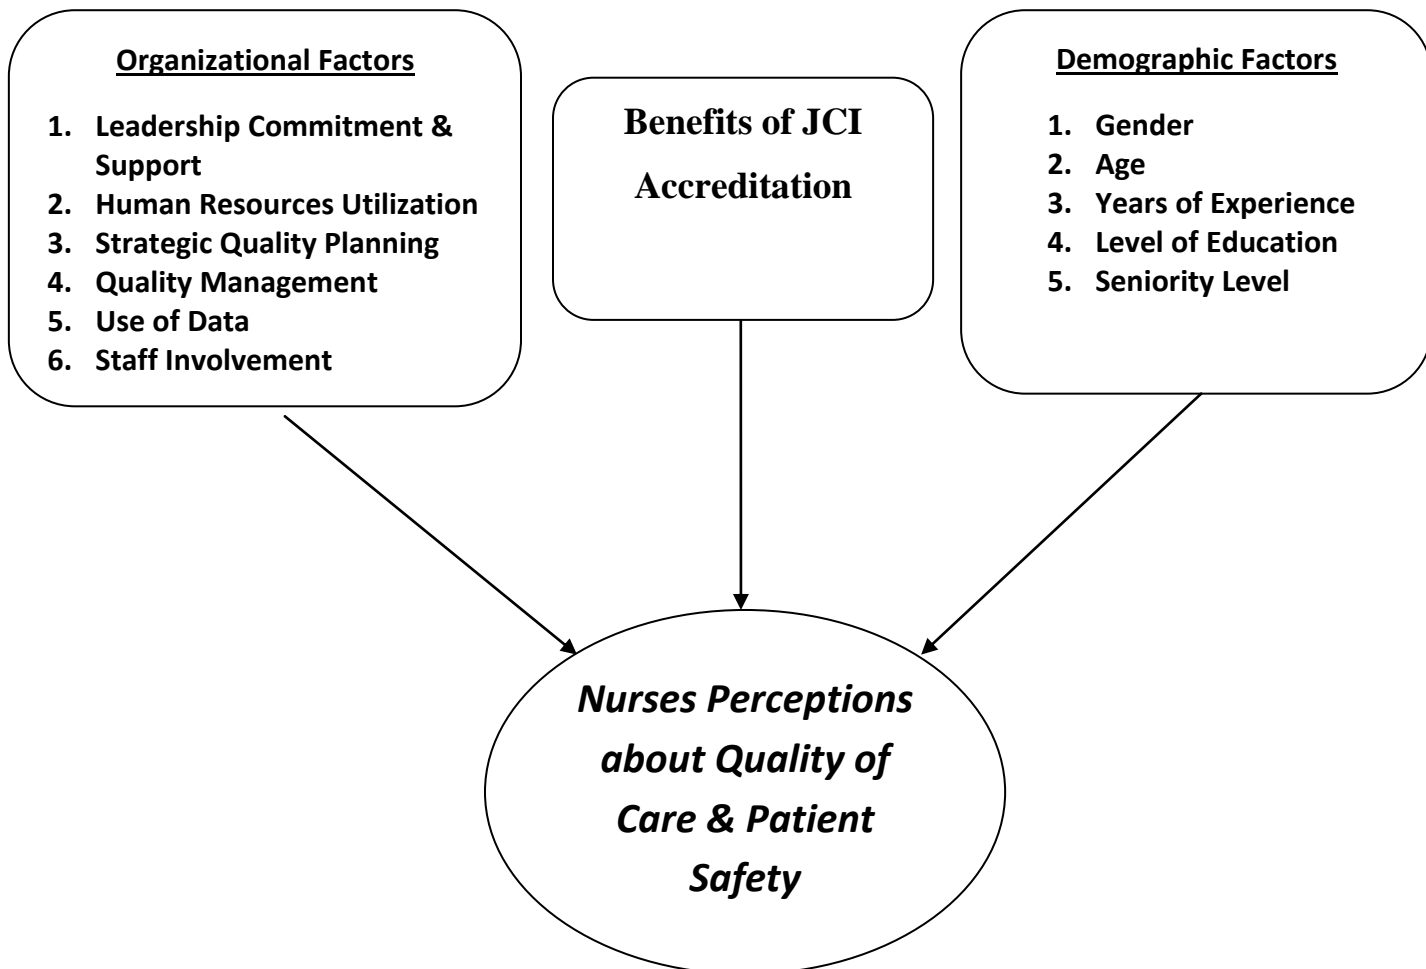 Organizational Factors
1. Leadership Commitment &
Support
2. Human Resources Utilization
3. Strategic Quality Planning
4. Quality Management
5. Use of Data
6. Staff Involvement
Benefits of JCI
Accreditation
Demographic Factors
1. Gender
2. Age
3. Years of Experience
4. Level of Education
5. Seniority Level
Nurses Perceptions
about Quality of
Care & Patient
Safety